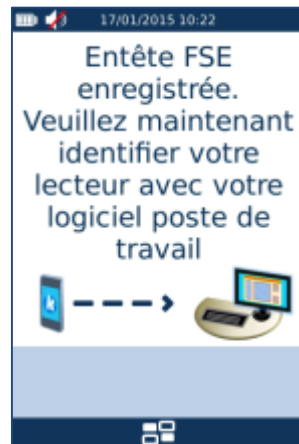 17/01/2015 10:22
Entête FSE
enregistrée.
Veuillez maintenant
identifier votre
lecteur avec votre
logiciel poste de
travail